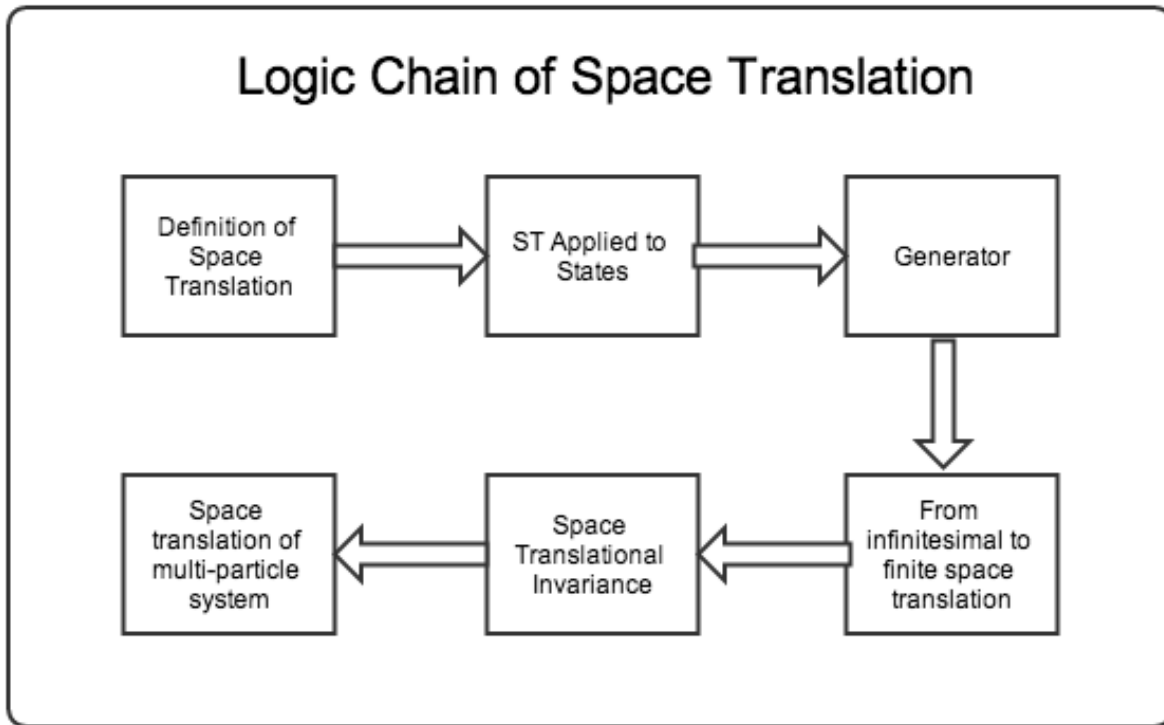 Logic Chain of Space Translation
Definition of
Space
Translation
ST Applied to
States
Generator
From
infinitesimal to
finite space
translation
Space
Translational
Invariance
Space
translation of
multi-particle
system